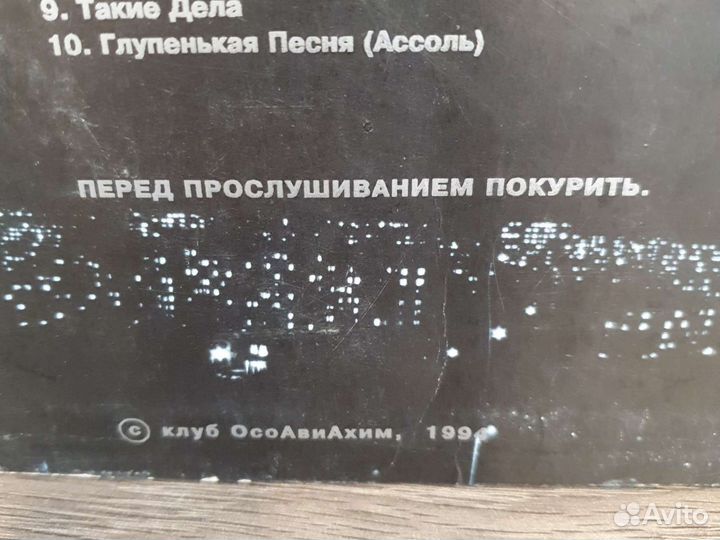 9. Такие Дела
10. Глупенькая Песня (Ассоль)
ПЕРЕД ПРОСЛУШИВАНИЕМ ПОКУРИТЬ.
© клуб ОсоАвиАхим,
Avito